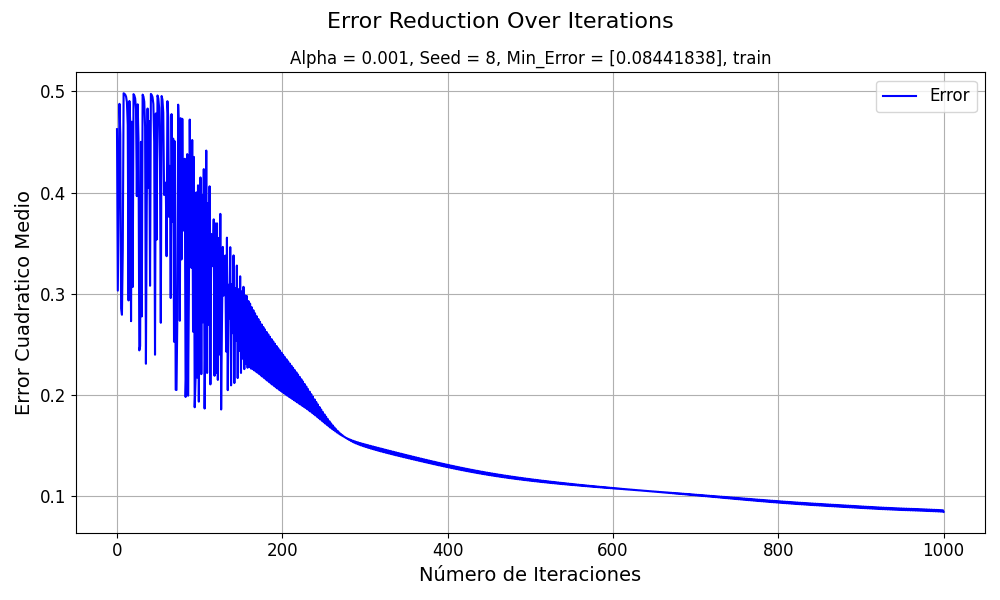 Error Reduction Over Iterations
Alpha = 0.001, Seed = 8, Min_Error = [0.08441838], train
Error
Error Cuadratico Medio
0.5
0.4
0.3
0.2
0.1
0 200 400 600 800 1000
Número de Iteraciones